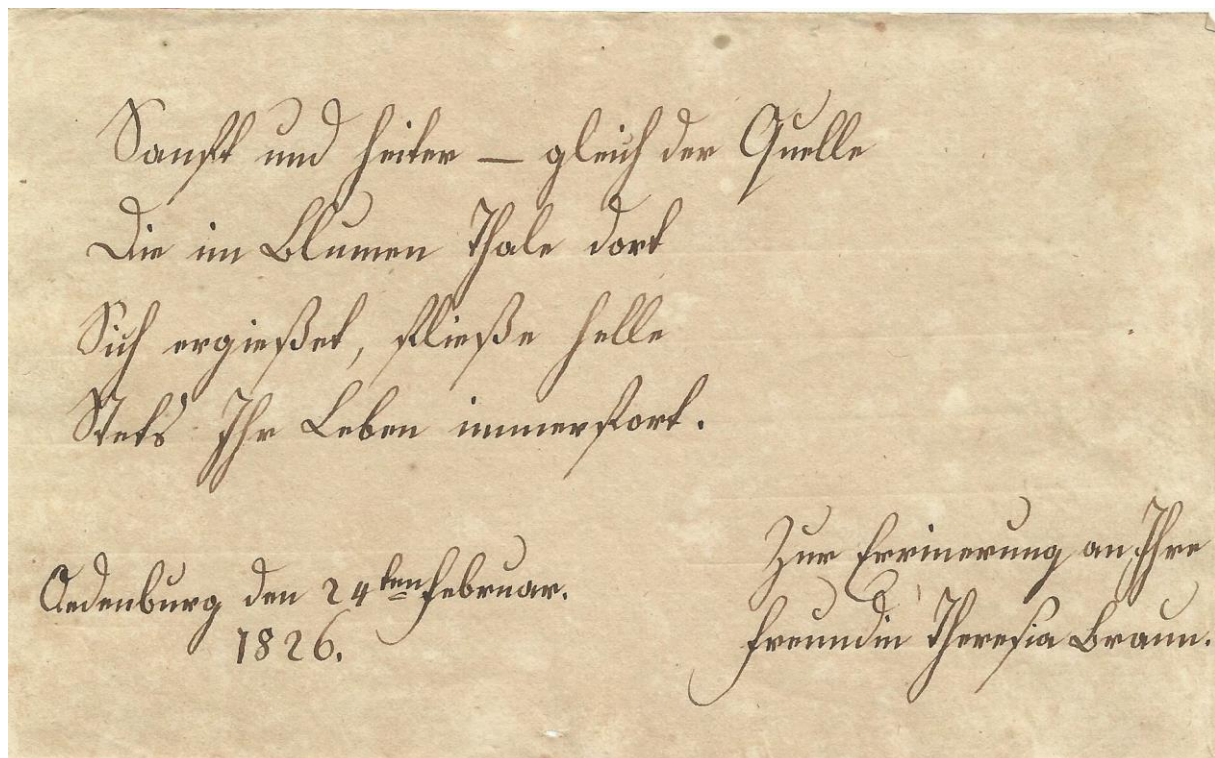 Sanft und heiter – gleich der Quelle
Die im Blumen Thale dort
Sich ergießet, fließe helle
Stets Ihr Leben immerfort.
Zur Errinerung an Ihre
Freundin Theresia Braun.
Oedenburg den 24ten Februar.
1826.